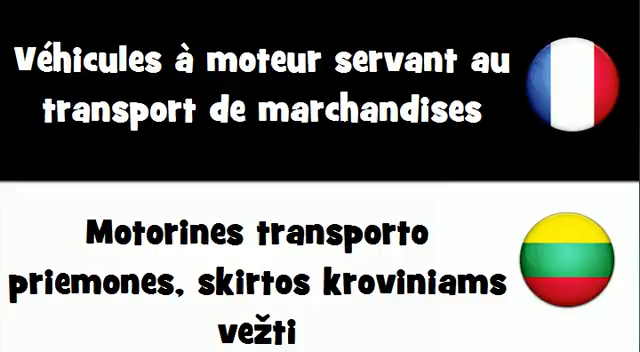 Véhicules à moteur servant au
transport de marchandises
Motorines transporto
priemones, skirtos kroviniams
vežti